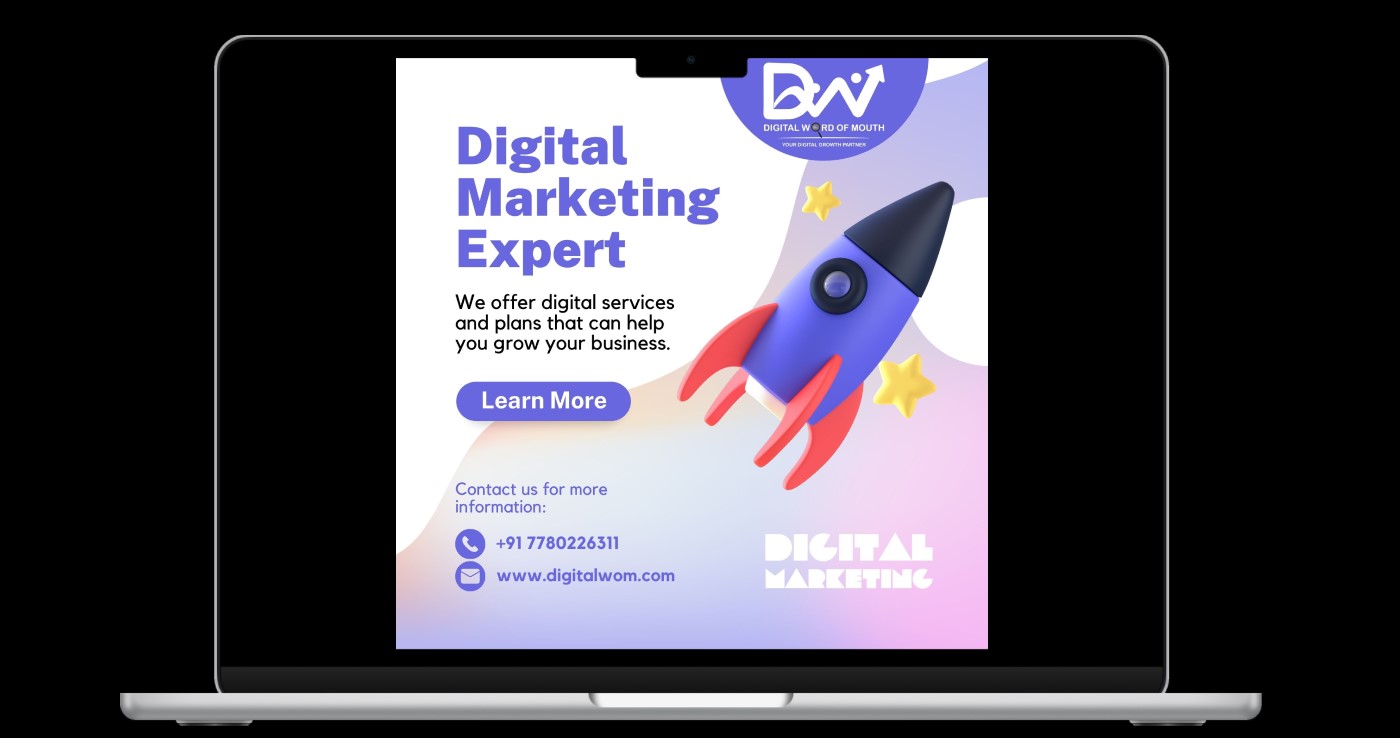 DW
DIGITAL WORD OF MOUTH
YOUR DIGITAL GROWTH PARTNER
Digital
Marketing
Expert
We offer digital services
and plans that can help
you grow your business.
Learn More
Contact us for more
information:
+91 7780226311
www.digitalwom.com
DIGITAL
MARKETING